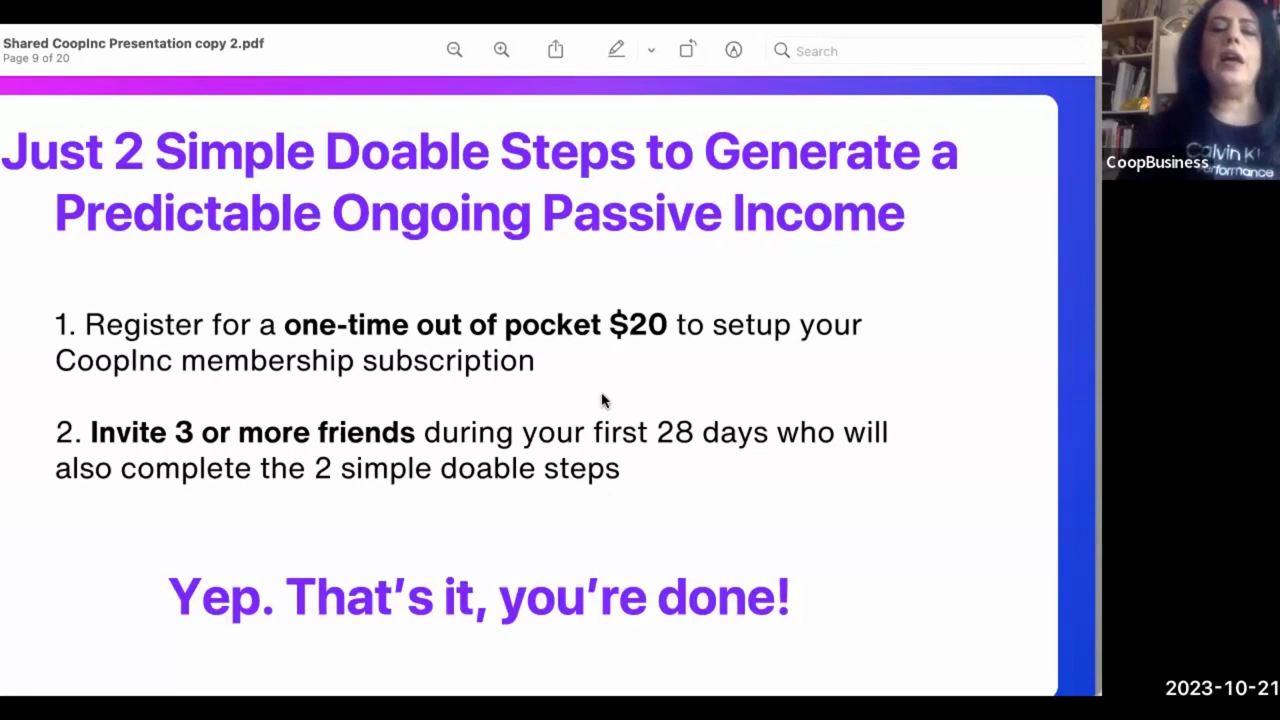 Shared CoopInc Presentation copy 2.pdf
Page 9 of 20
Search
Just 2 Simple Doable Steps to Generate a
Predictable Ongoing Passive Income
1. Register for a one-time out of pocket $20 to setup your
CoopInc membership subscription
2. Invite 3 or more friends during your first 28 days who will
also complete the 2 simple doable steps
Yep. That’s it, you’re done!
Calvin
CoopBusiness
2023-10-21